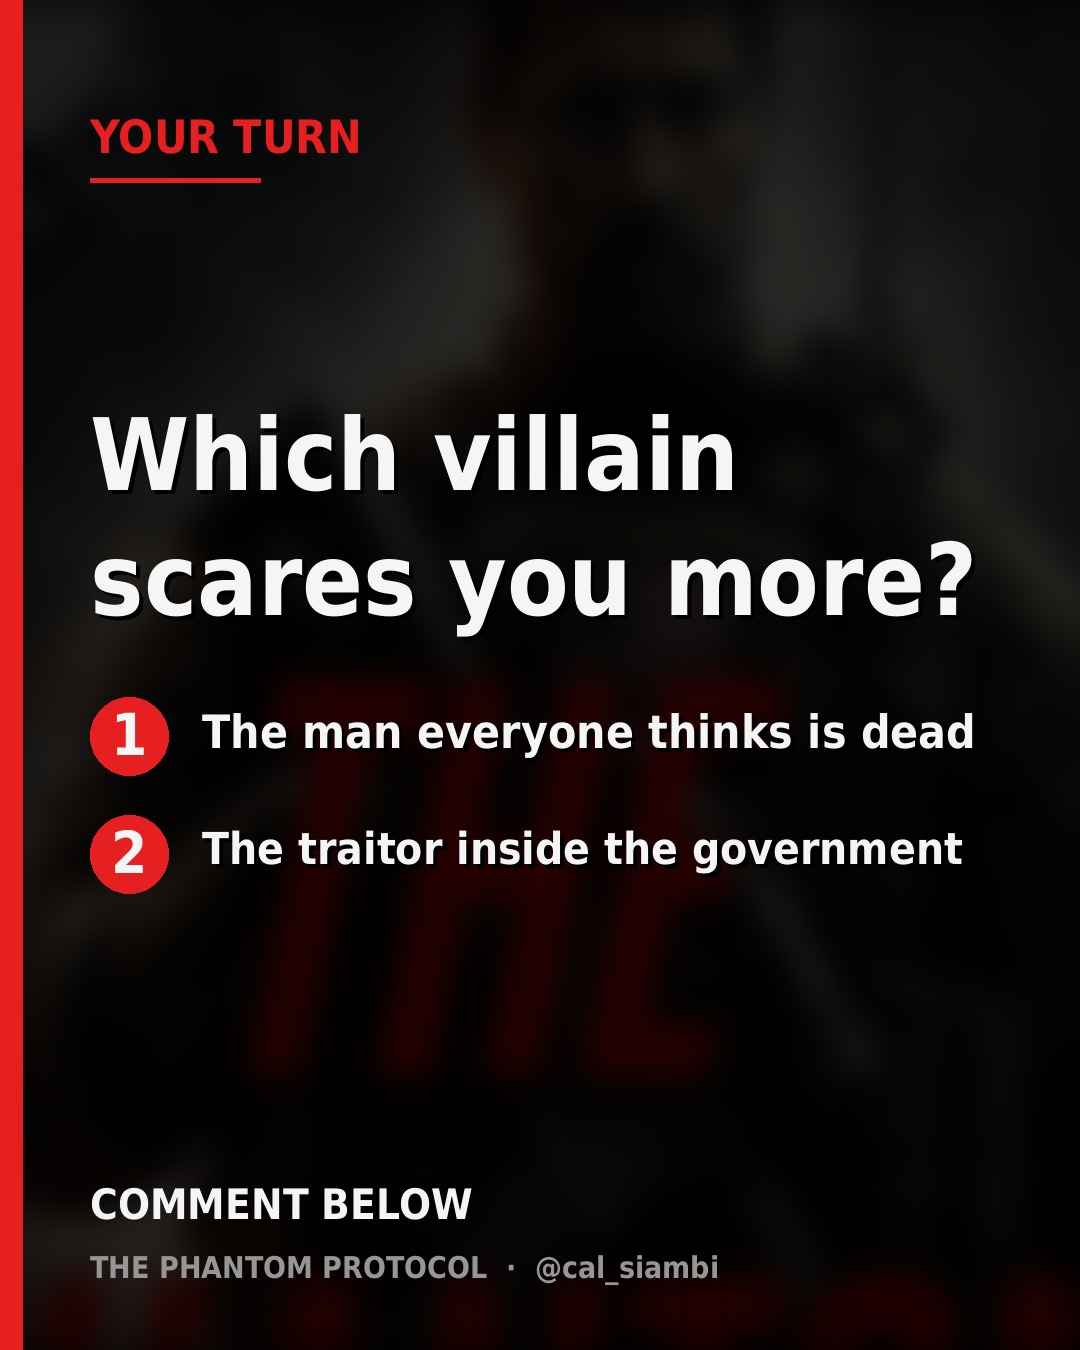 YOUR TURN
Which villain
scares you more?
1 The man everyone thinks is dead
2 The traitor inside the government
THE
COMMENT BELOW
THE PHANTOM PROTOCOL · @cal_siambi